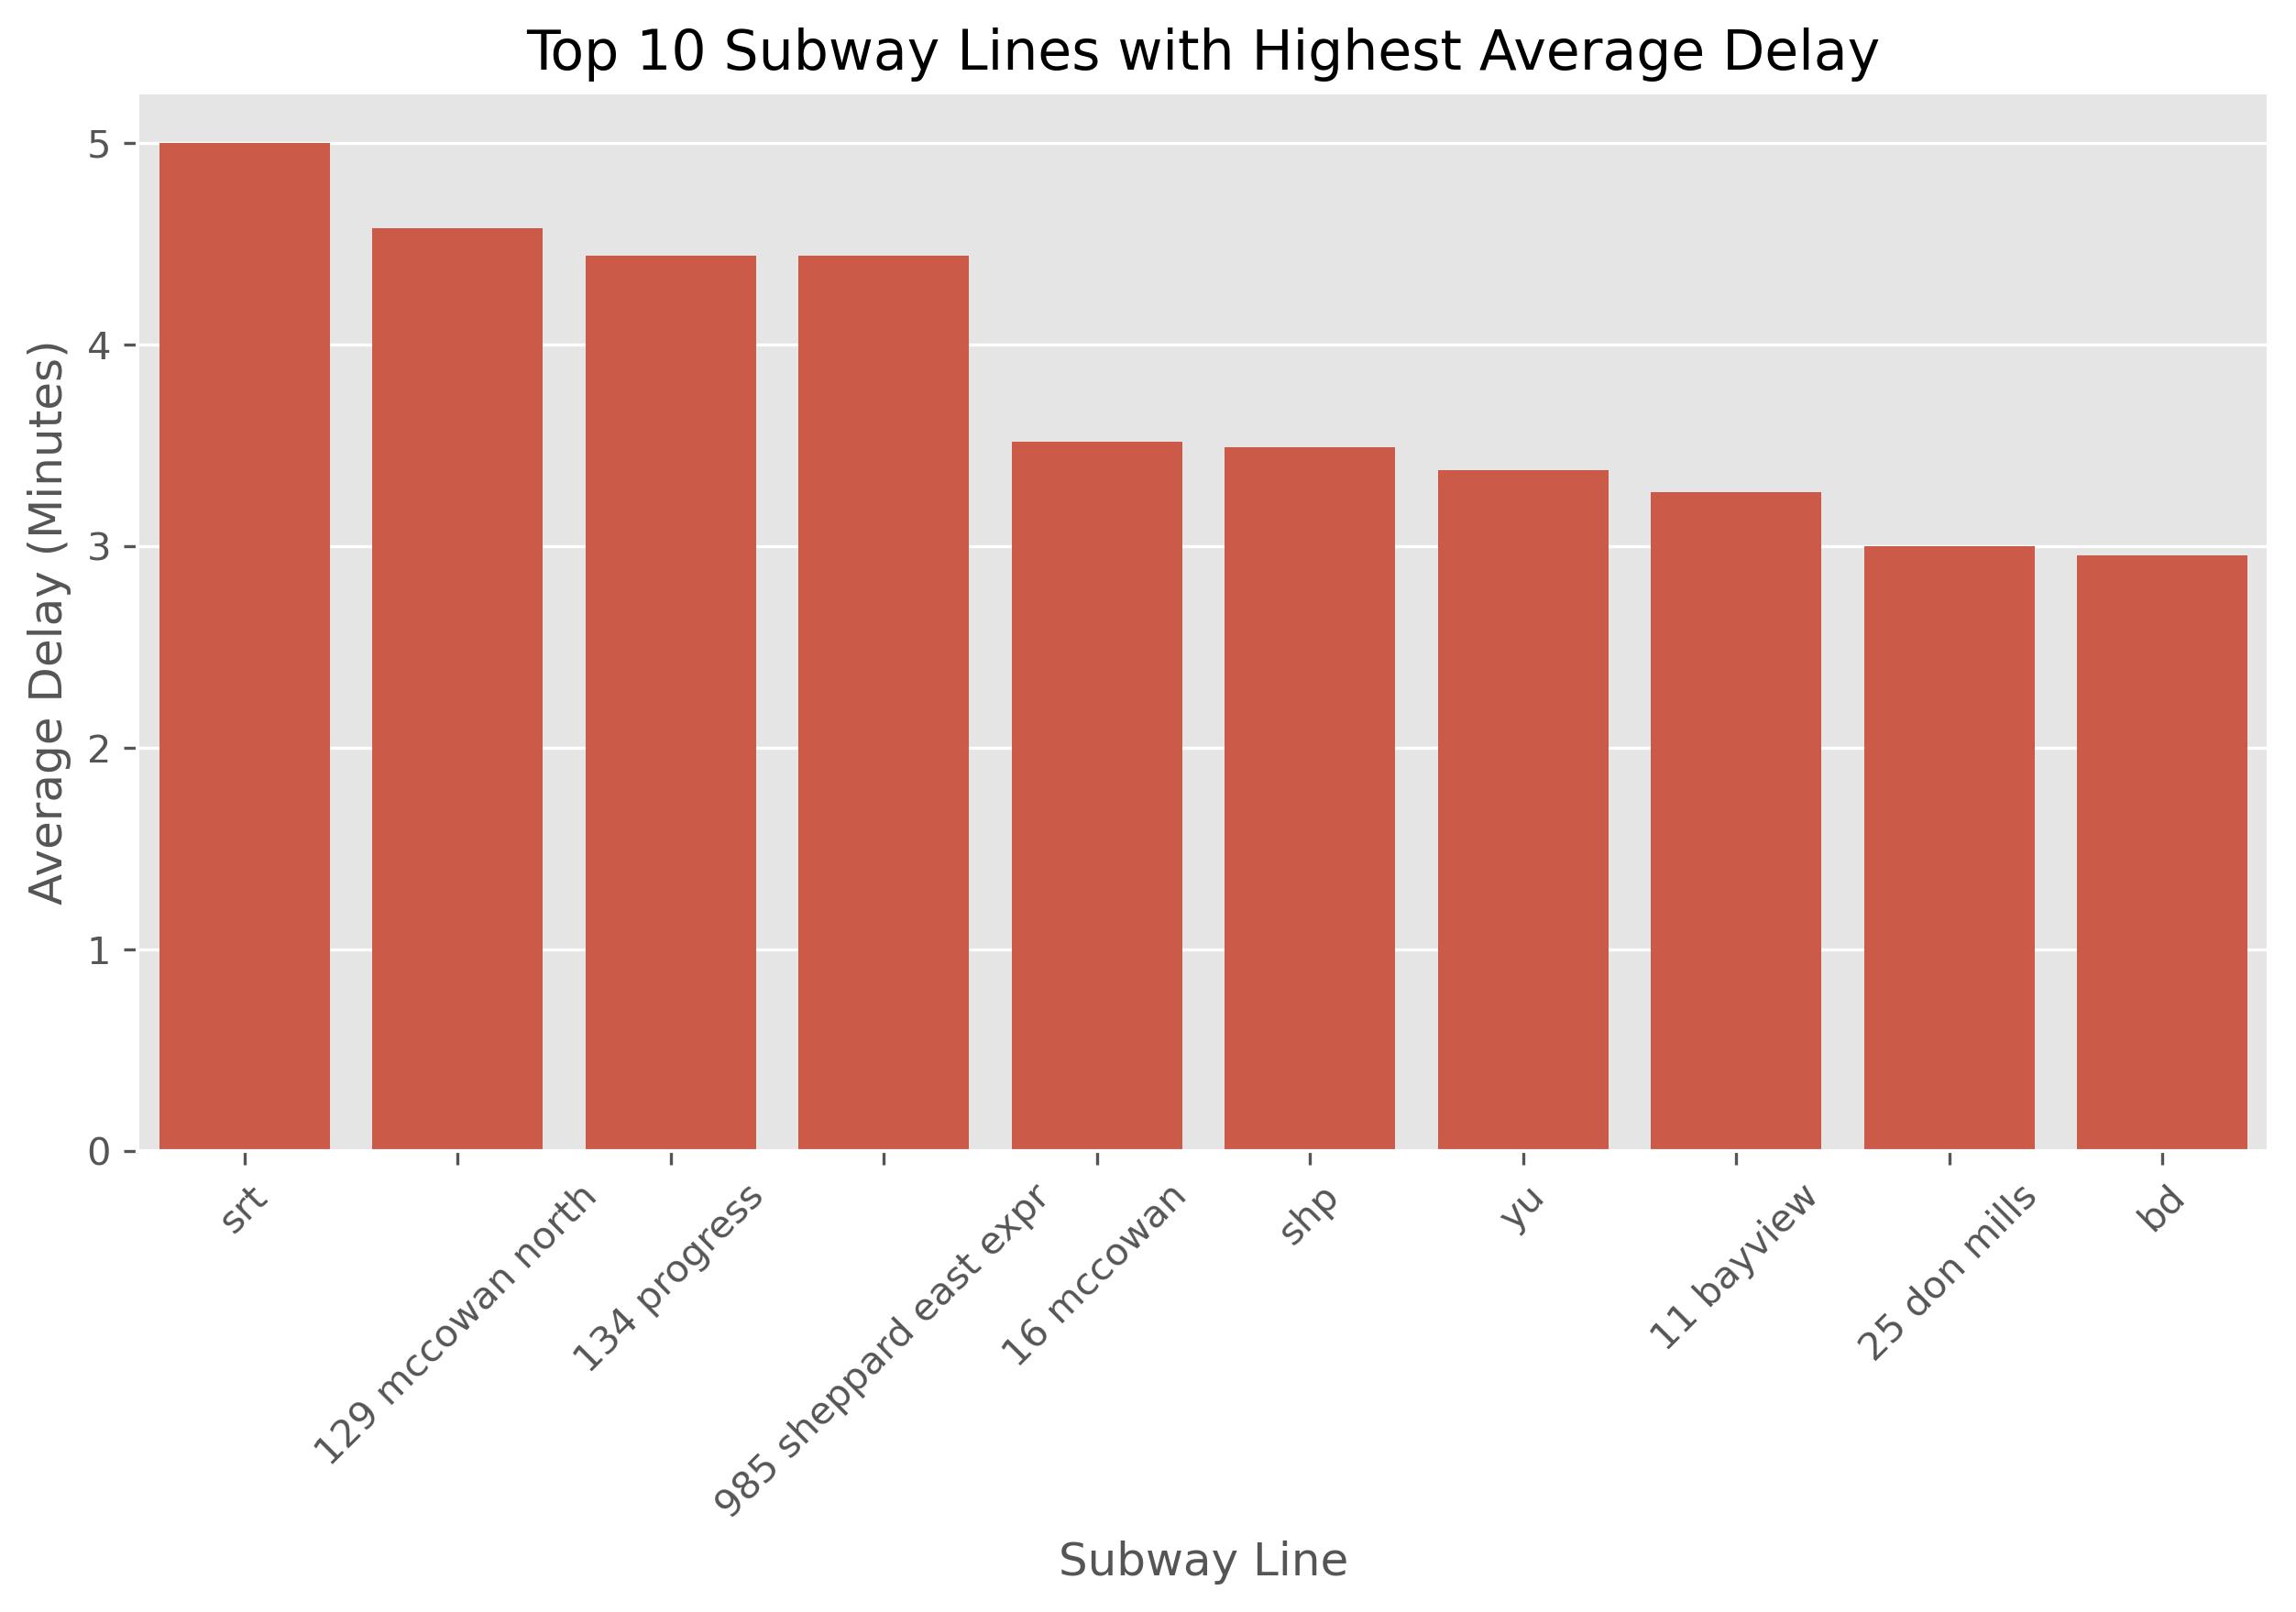 Top 10 Subway Lines with Highest Average Delay
Average Delay (Minutes)
5
4
3
2
1
0
srt
129 mccowan north
134 progress
985 sheppard east expr
16 mccowan
shp
yu
11 bayview
25 don mills
bd
Subway Line